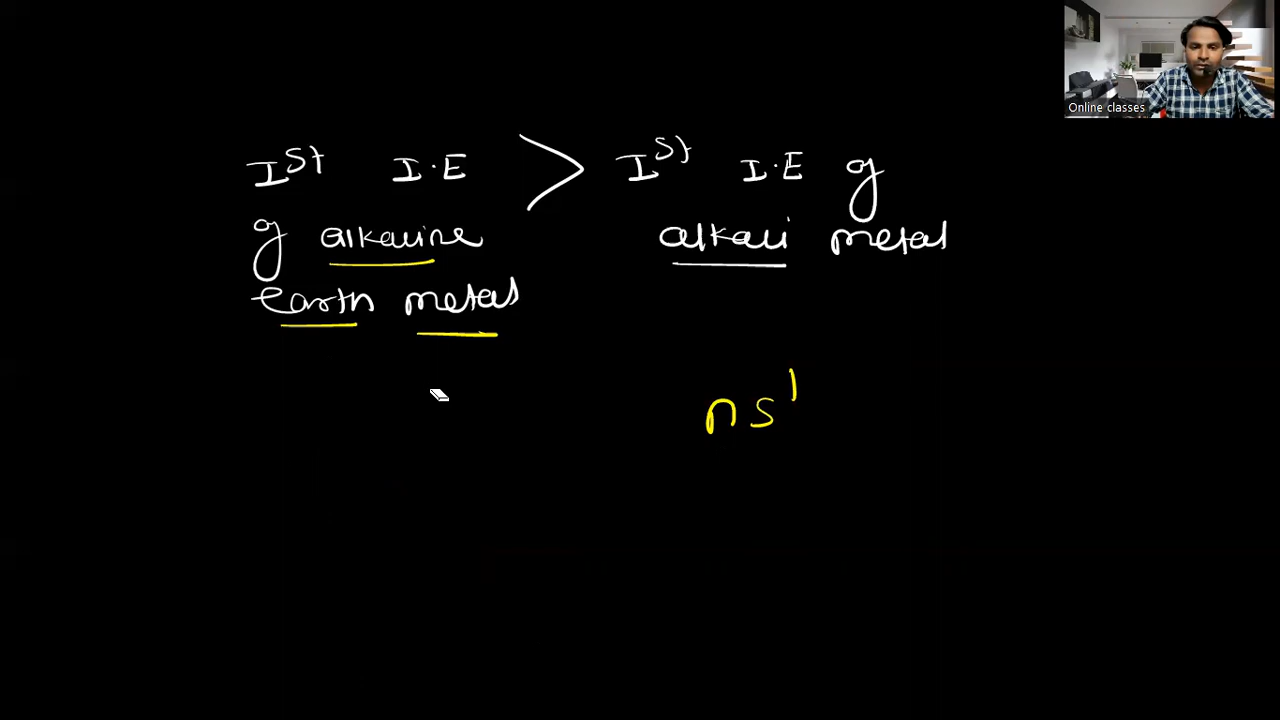 Online classes
Ist I.E > Ist I.E of
of alkaline alkali metal
earth metal
ns1